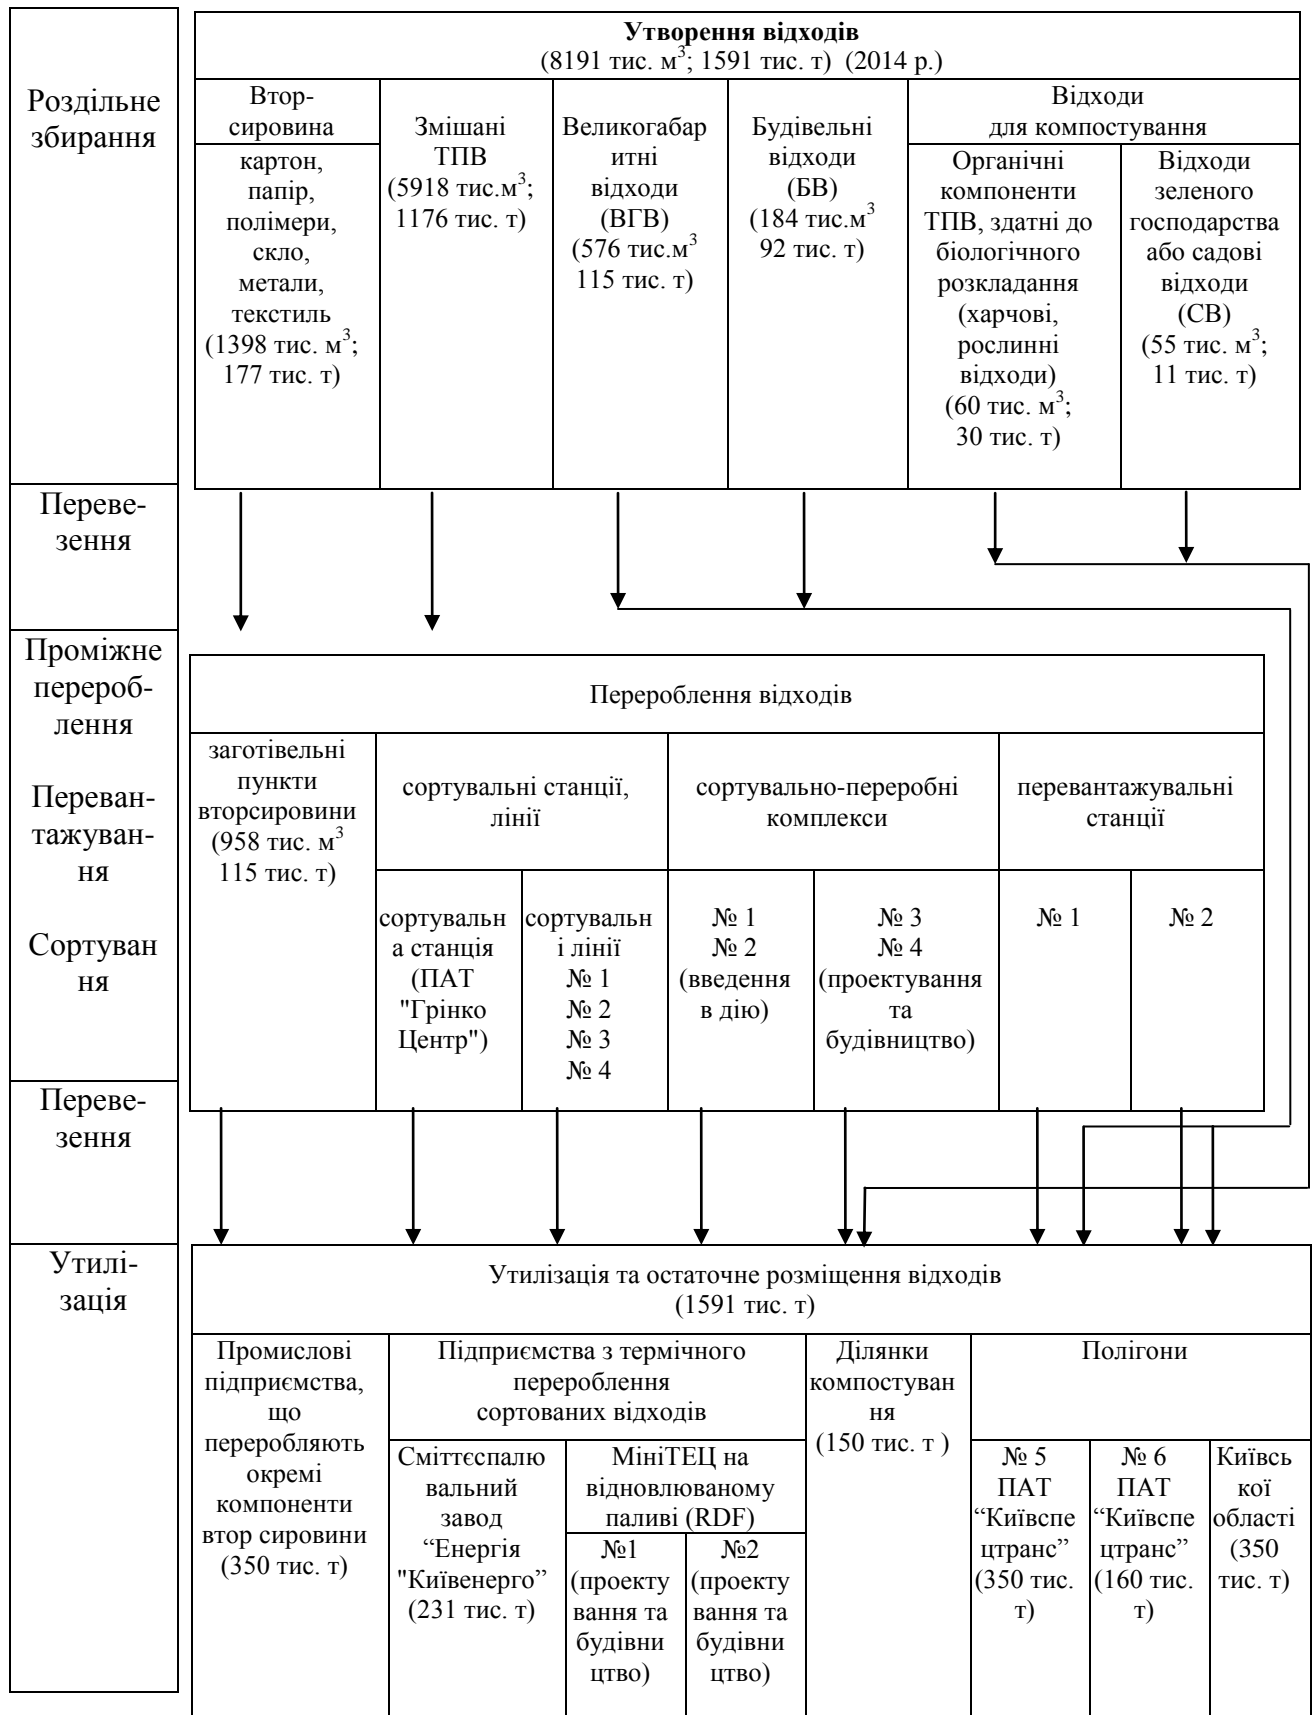 Роздільне
збирання
Утворення відходів
(8191 тис. м³; 1591 тис. т) (2014 р.)
Втор-
сировина
картон,
папір,
полімери,
скло,
метали,
текстиль
(1398 тис. м³;
177 тис. т)
Змішані
ТПВ
(5918 тис.м³;
1176 тис. т)
Великогабар
итні
відходи
(ВГВ)
(576 тис.м³
115 тис. т)
Будівельні
відходи
(БВ)
(184 тис.м³
92 тис. т)
Відходи
для компостування
Органічні
компоненти
ТПВ, здатні до
біологічного
розкладання
(харчові,
рослинні
відходи)
(60 тис. м³;
30 тис. т)
Відходи
зеленого
господарства
або садові
відходи
(СВ)
(55 тис. м³;
11 тис. т)
Переве-
зення
Проміжне
перероб-
лення
Переван-
тажуван-
ня
Сортуван
ня
Перероблення відходів
заготівельні
пункти
вторсировини
(958 тис. м³
115 тис. т)
сортувальні станції,
лінії
сортувально-переробні
комплекси
перевантажувальні
станції
сортувальн
а станція
(ПАТ
"Грінко
Центр")
сортувальн
і лінії
№ 1
№ 2
№ 3
№ 4
№ 1
№ 2
(введення
в дію)
№ 3
№ 4
(проектування
та
будівництво)
№ 1
№ 2
Переве-
зення
Утилі-
зація
Утилізація та остаточне розміщення відходів
(1591 тис. т)
Промислові
підприємства,
що
переробляють
окремі
компоненти
втор сировини
(350 тис. т)
Підприємства з термічного
перероблення
сортованих відходів
Сміттєспалю
вальний
завод
“Енергія
"Київенерго”
(231 тис. т)
МініТЕЦ на
відновлюваному
паливі (RDF)
№1
(проекту
вання та
будівни
цтво)
№2
(проекту
вання та
будівни
цтво)
Ділянки
компостуван
ня
(150 тис. т )
Полігони
№ 5
ПАТ
“Київспе
цтранс”
(350 тис.
т)
№ 6
ПАТ
“Київспе
цтранс”
(160 тис.
т)
Київсь
кої
області
(350
тис. т)